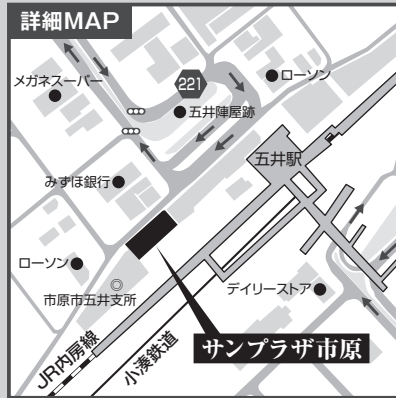 詳細MAP
メガネスーパー
221
ローソン
五井陣屋跡
五井駅
みずほ銀行
ローソン
市原市五井支所
デイリーストア
サンプラザ市原
JR内房線
小湊鉄道